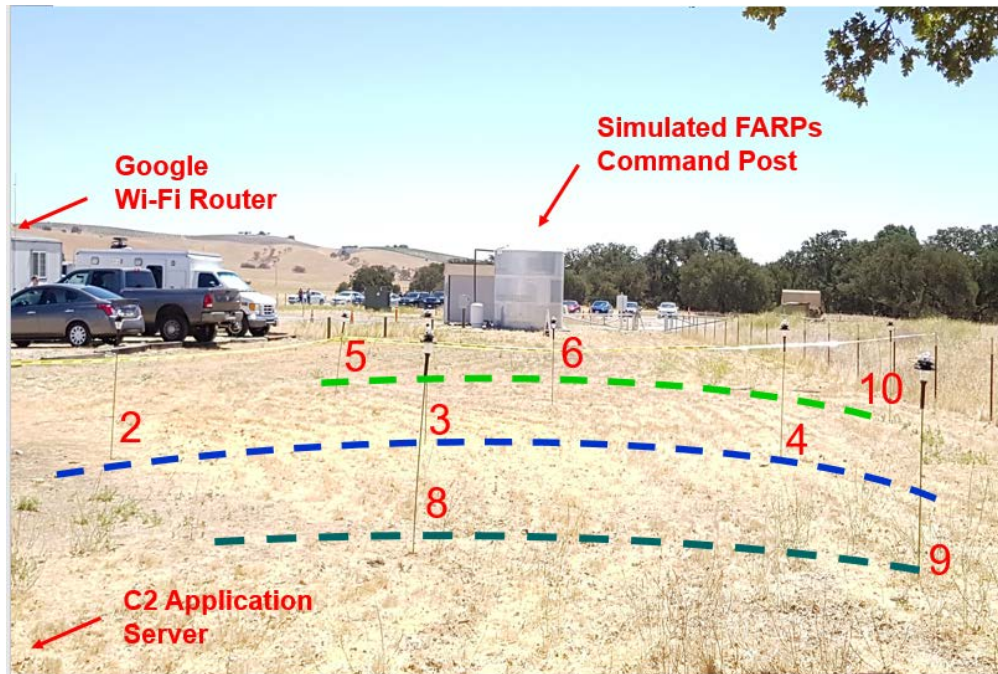 Simulated FARPs
Command Post
Google
Wi-Fi Router
5
6
10
2
3
4
8
9
C2 Application
Server